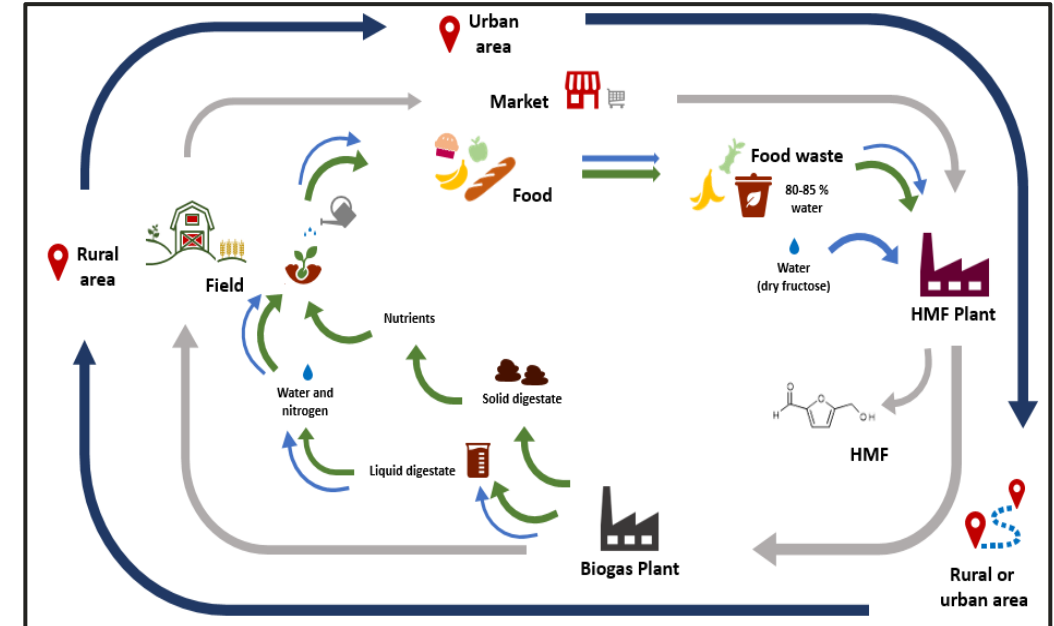 Urban
area
Market
Food
Food waste
80-85 %
water
Water
(dry fructose)
HMF Plant
Rural
area
Field
Nutrients
Solid digestate
Water and
nitrogen
Liquid digestate
O
H
O
OH
HMF
Biogas Plant
Rural or
urban area